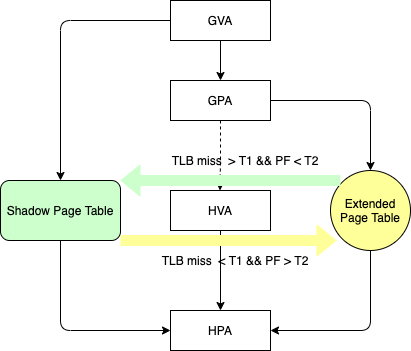 GVA
GPA
TLB miss > T1 && PF < T2
Shadow Page Table
HVA
Extended
Page Table
TLB miss < T1 && PF > T2
HPA